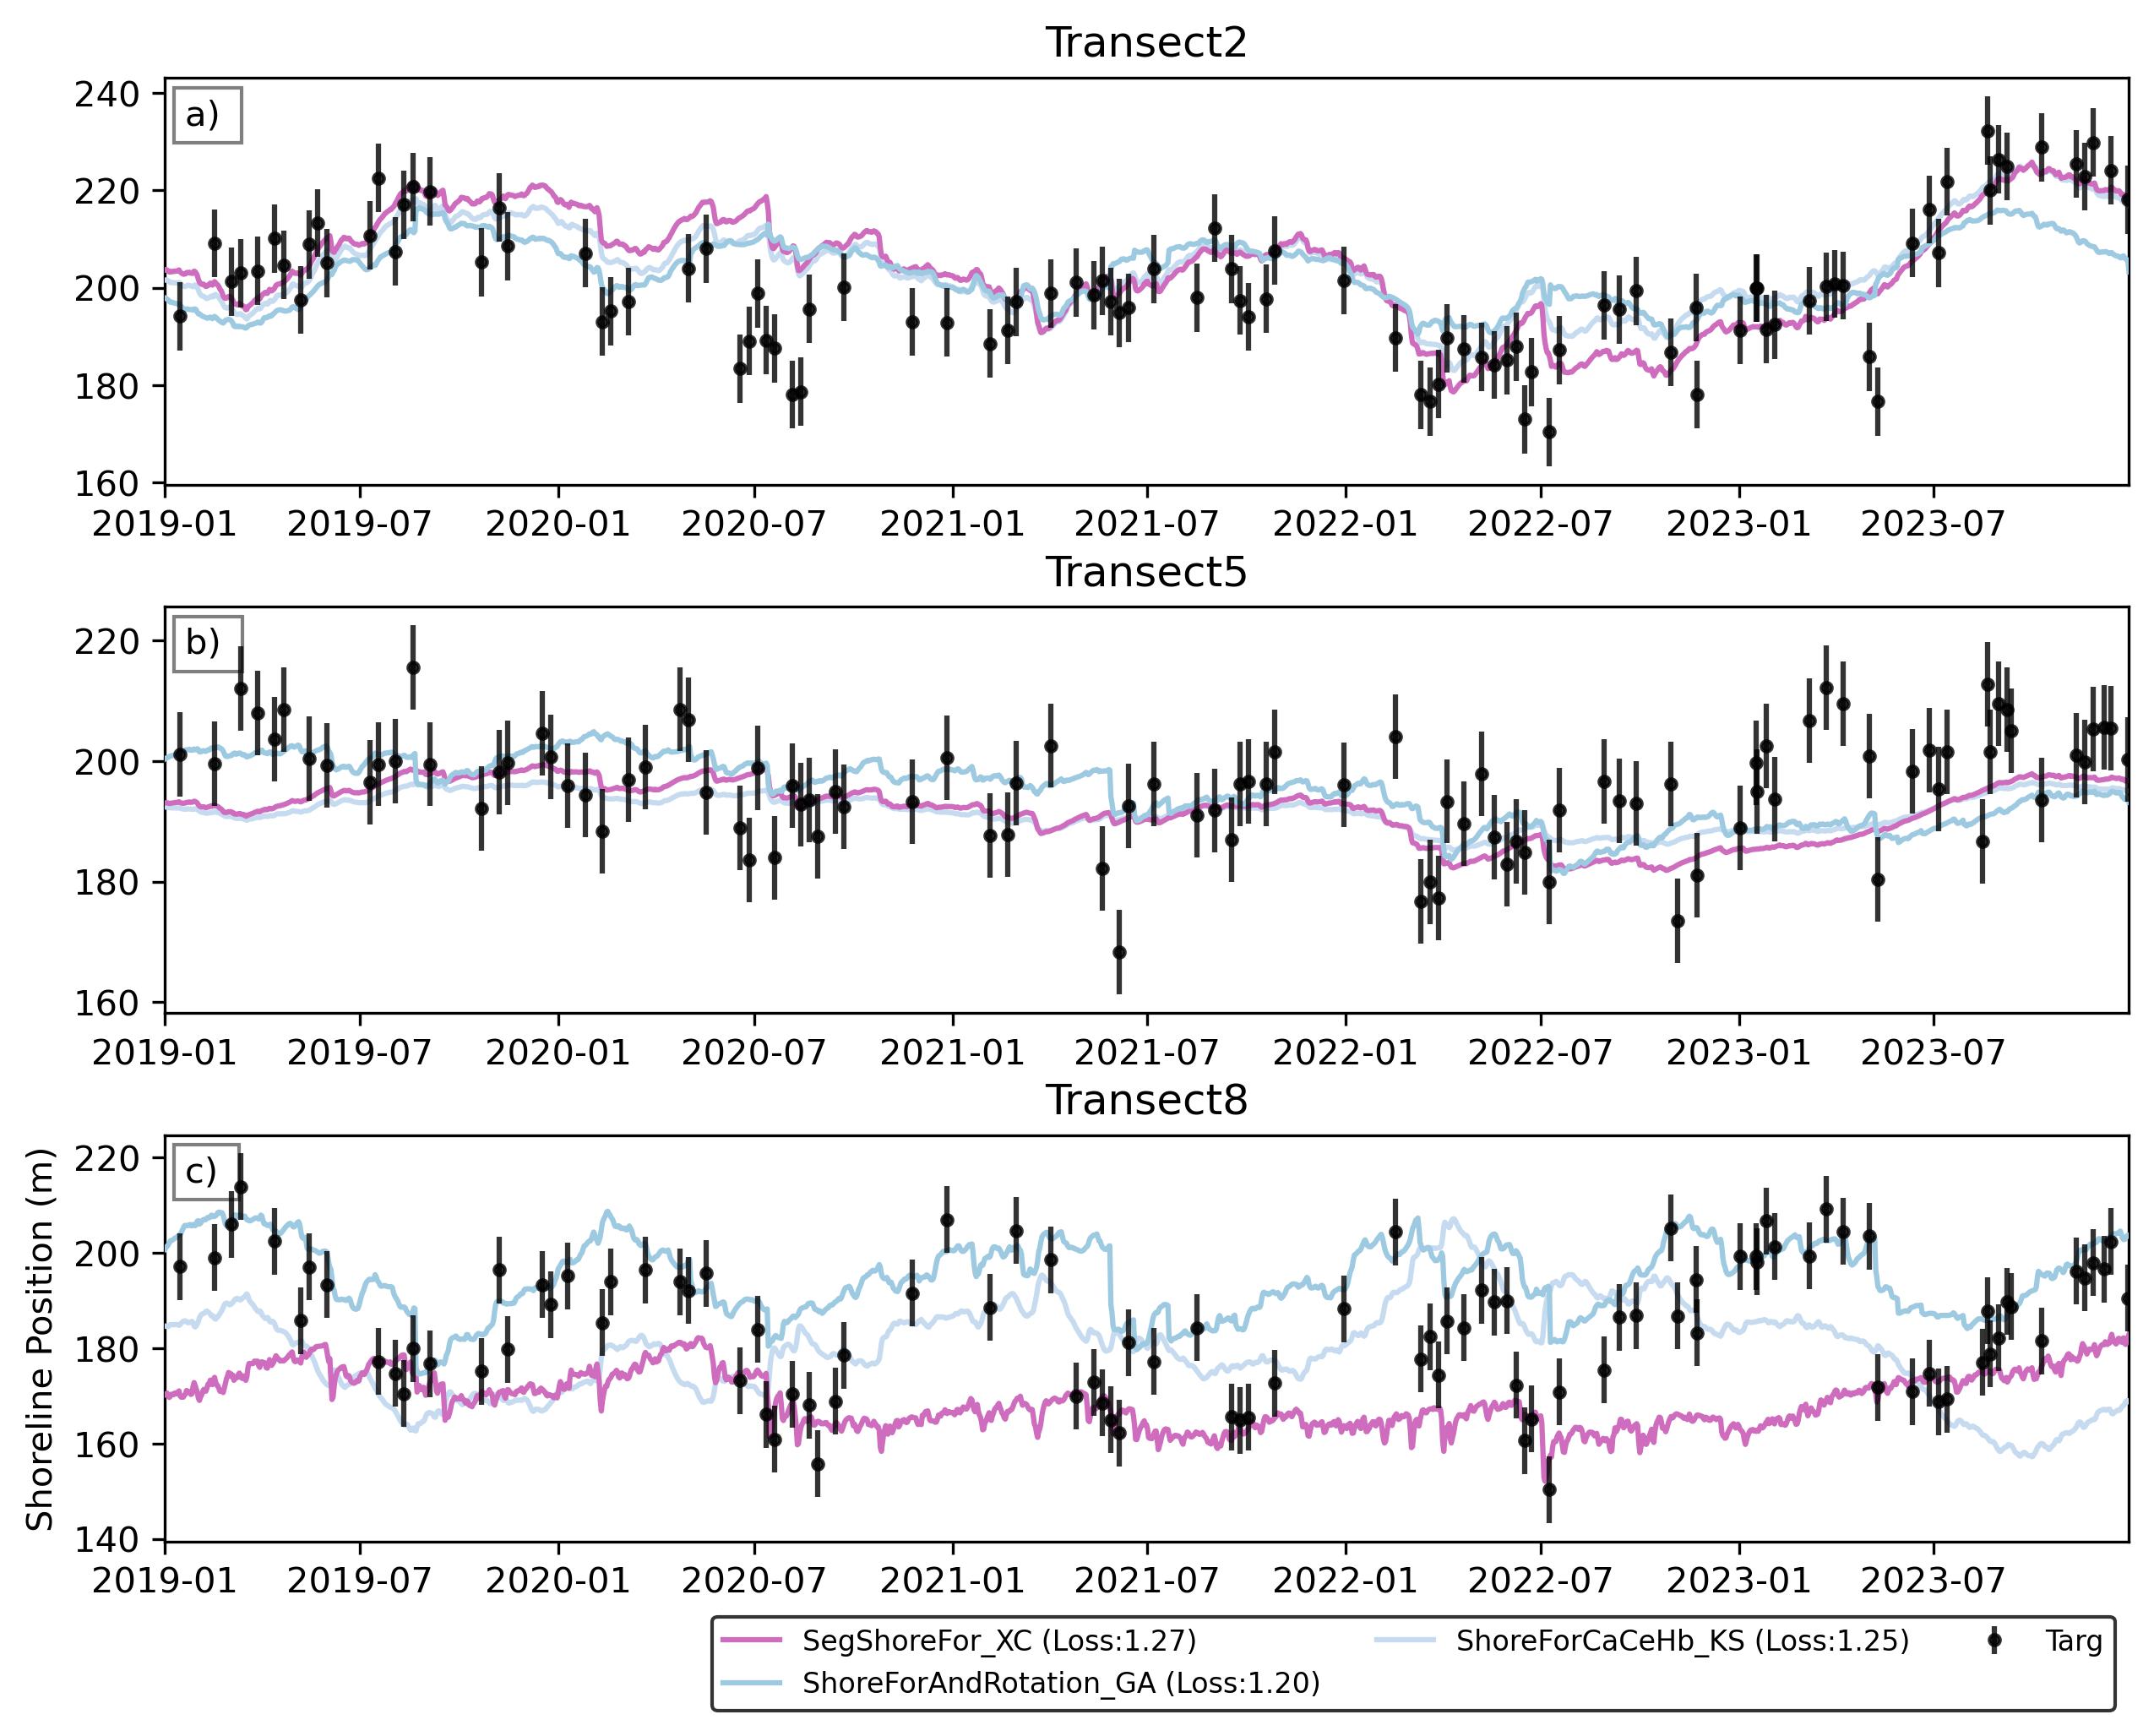 Transect2
a)
240
220
200
180
160
2019-01 2019-07 2020-01 2020-07 2021-01 2021-07 2022-01 2022-07 2023-01 2023-07
Transect5
b)
220
200
180
160
2019-01 2019-07 2020-01 2020-07 2021-01 2021-07 2022-01 2022-07 2023-01 2023-07
Transect8
c)
Shoreline Position (m)
220
200
180
160
140
2019-01 2019-07 2020-01 2020-07 2021-01 2021-07 2022-01 2022-07 2023-01 2023-07
SegShoreFor_XC (Loss:1.27) ShoreForCaCeHb_KS (Loss:1.25) Targ
ShoreForAndRotation_GA (Loss:1.20)